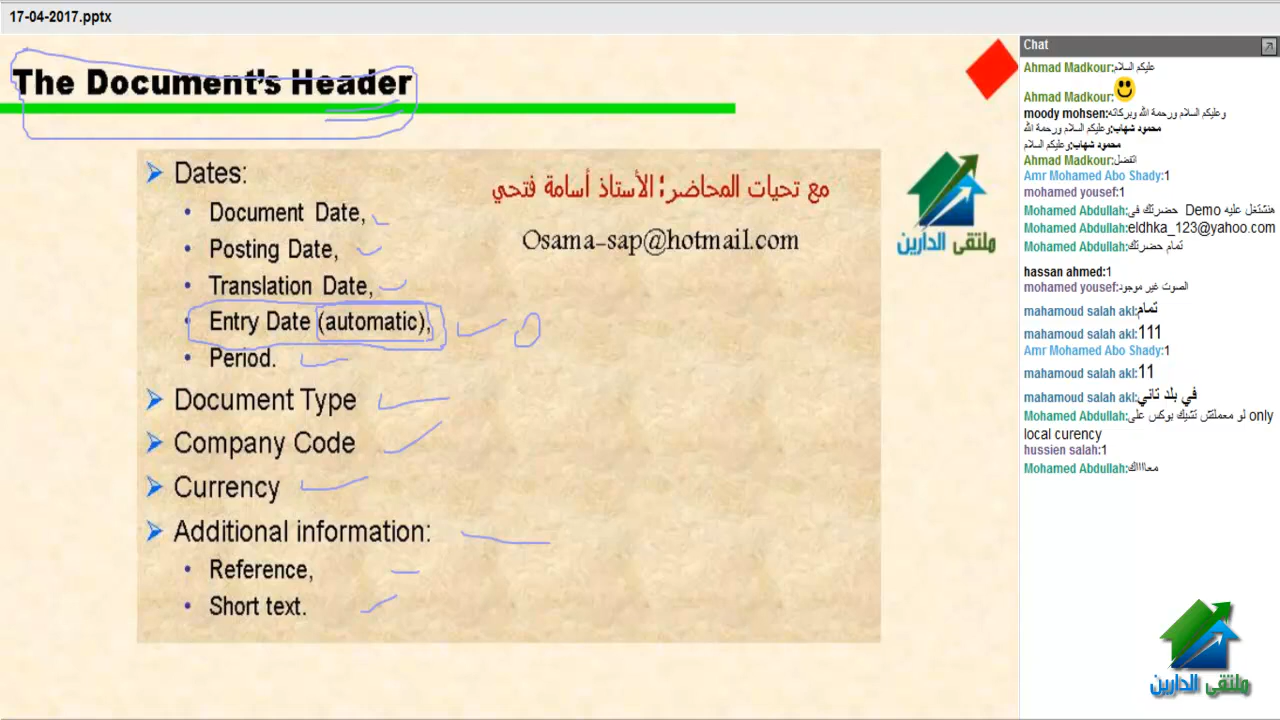 17-04-2017.pptx
The Document's Header
Dates:
مع تحيات المحاضر: الأستاذ أسامة فتحي
Document Date,
Osama-sap@hotmail.com
ملتقى الدارين
Posting Date,
Translation Date,
Entry Date (automatic),
Period.
Document Type
Company Code
Currency
Additional information:
Reference,
Short text.
Chat
Ahmad Madkour:عليكم السلام
Ahmad Madkour:
moody mohsen:وعليكم السلام ورحمة الله وبركاته
محمود شهاب:وعليكم السلام ورحمة الله
محمود شهاب:وعليكم السلام
Ahmad Madkour:اتفضل
Amr Mohamed Abo Shady:1
mohamed yousef:1
Mohamed Abdullah:حضرتك فى Demo هنشتغل عليه
Mohamed Abdullah:eldhka_123@yahoo.com
Mohamed Abdullah:تمام حضرتك
hassan ahmed:1
mohamed yousef:الصوت غير موجود
mahamoud salah akl:تمام
mahamoud salah akl:111
Amr Mohamed Abo Shady:1
mahamoud salah akl:11
mahamoud salah akl:في بلد تاني
Mohamed Abdullah:لو معملتش تشيك بوكس على only
local curency
hussien salah:1
Mohamed Abdullah:معااااك
ملتقى الدارين